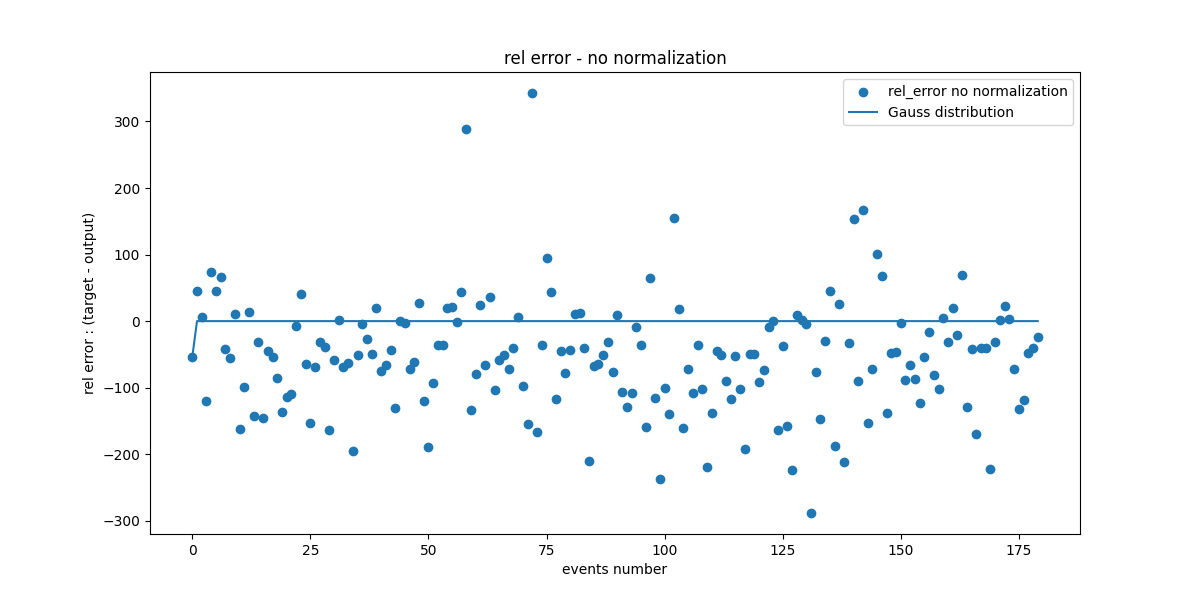 rel error - no normalization
rel_error no normalization
Gauss distribution
rel error : (target - output)
300
200
100
0
−100
−200
−300
0 25 50 75 100 125 150 175
events number